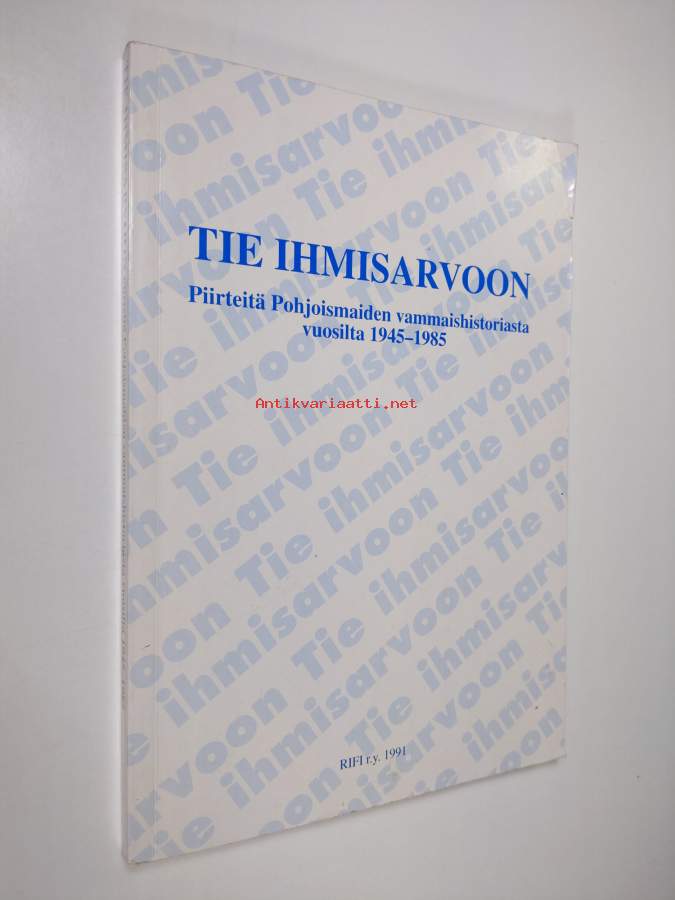 TIE IHMISARVOON
Piirteitä Pohjoismaiden vammaishistoriasta
vuosilta 1945–1985
Antikvariaatti.net
RIFI r.y. 1991